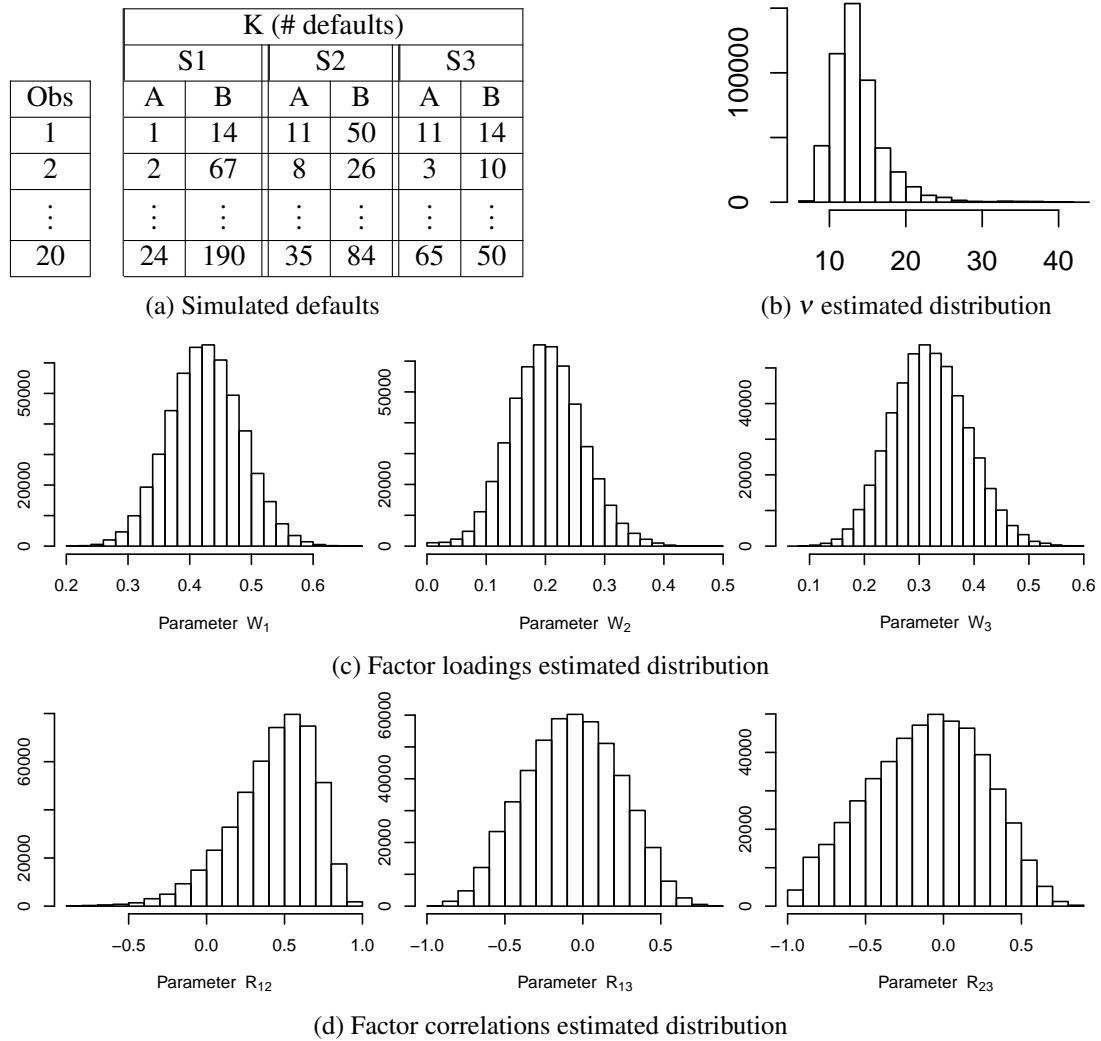 K (# defaults)
S1 S2 S3
Obs A B A B A B
1 1 14 11 50 11 14
2 2 67 8 26 3 10
⋮ ⋮ ⋮ ⋮ ⋮ ⋮ ⋮
20 24 190 35 84 65 50
(a) Simulated defaults
0 100000
10 20 30 40
(b) ν estimated distribution
0 20000 50000
0.2 0.3 0.4 0.5 0.6
Parameter W1
0 20000 50000
0.0 0.1 0.2 0.3 0.4 0.5
Parameter W2
0 20000 40000
0.1 0.2 0.3 0.4 0.5 0.6
Parameter W3
(c) Factor loadings estimated distribution
0 20000 60000
−0.5 0.0 0.5 1.0
Parameter R12
0 20000 40000 60000
−1.0 −0.5 0.0 0.5
Parameter R13
0 20000 40000
−1.0 −0.5 0.0 0.5
Parameter R23
(d) Factor correlations estimated distribution